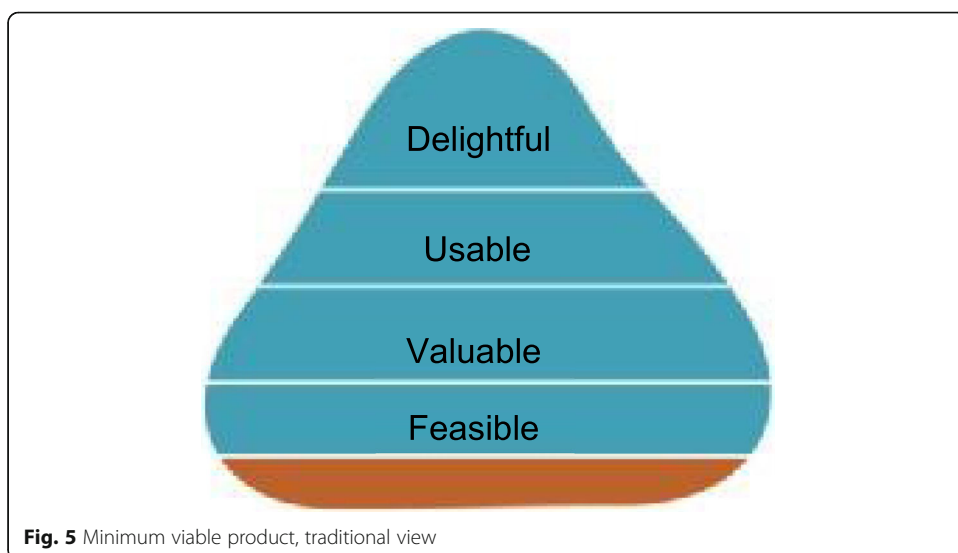 Delightful
Usable
Valuable
Feasible
Fig. 5 Minimum viable product, traditional view